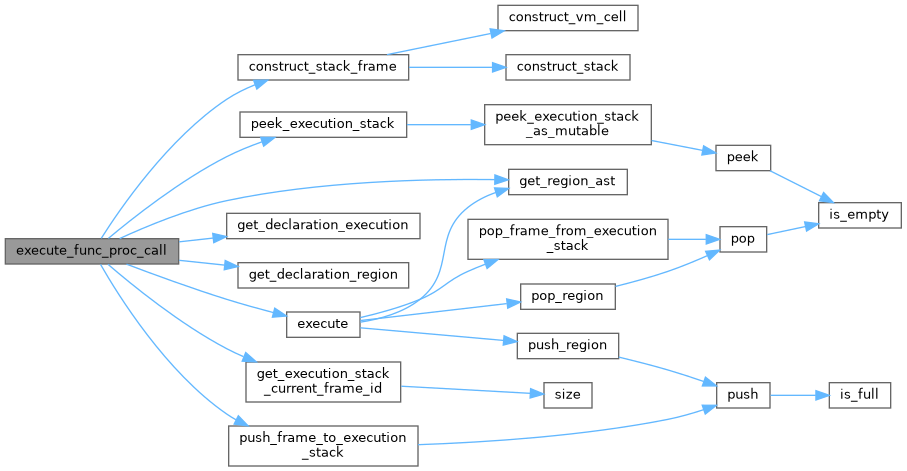 execute_func_proc_call
construct_stack_frame
construct_vm_cell
construct_stack
peek_execution_stack
peek_execution_stack
_as_mutable
peek
is_empty
get_region_ast
get_declaration_execution
get_declaration_region
pop_frame_from_execution
_stack
pop
execute
pop_region
push_region
get_execution_stack
_current_frame_id
size
push
is_full
push_frame_to_execution
_stack